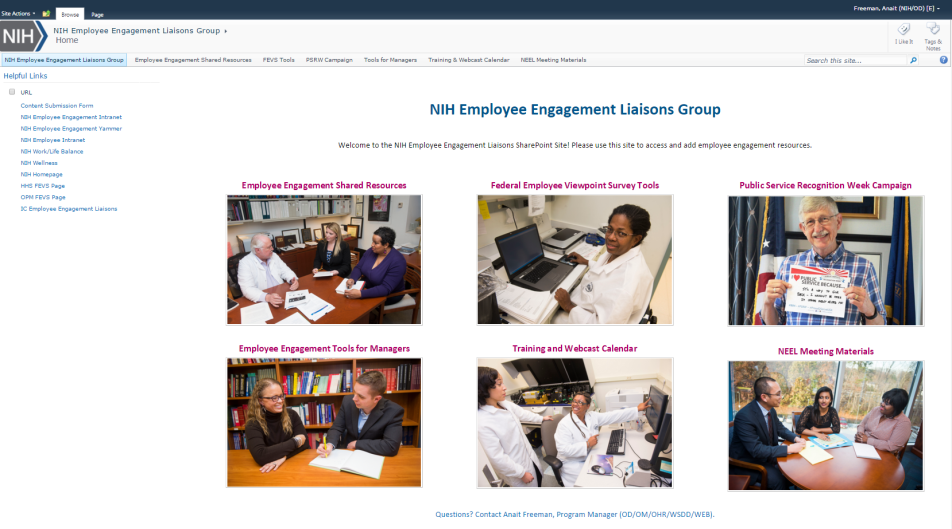 Site Actions
Browse
Page
Freeman, Anait (NIH/OD) [E]
NIH
NIH Employee Engagement Liaisons Group
Home
I Like It
Tags & Notes
NIH Employee Engagement Liaisons Group
Employee Engagement Shared Resources
FEVS Tools
PSRW Campaign
Tools for Managers
Training & Webcast Calendar
NEEL Meeting Materials
Search this site...
Helpful Links
URL
Content Submission Form
NIH Employee Engagement Intranet
NIH Employee Engagement Yammer
NIH Employee Intranet
NIH Work/Life Balance
NIH Wellness
NIH Homepage
HHS FEVS Page
OPM FEVS Page
IC Employee Engagement Liaisons
NIH Employee Engagement Liaisons Group
Welcome to the NIH Employee Engagement Liaisons SharePoint Site! Please use this site to access and add employee engagement resources.
Employee Engagement Shared Resources
Federal Employee Viewpoint Survey Tools
Public Service Recognition Week Campaign
PUBLIC
SERVICE BECAUSE...
Employee Engagement Tools for Managers
Training and Webcast Calendar
NEEL Meeting Materials
Questions? Contact Anait Freeman, Program Manager (OD/OM/OHR/WSDD/WEB).